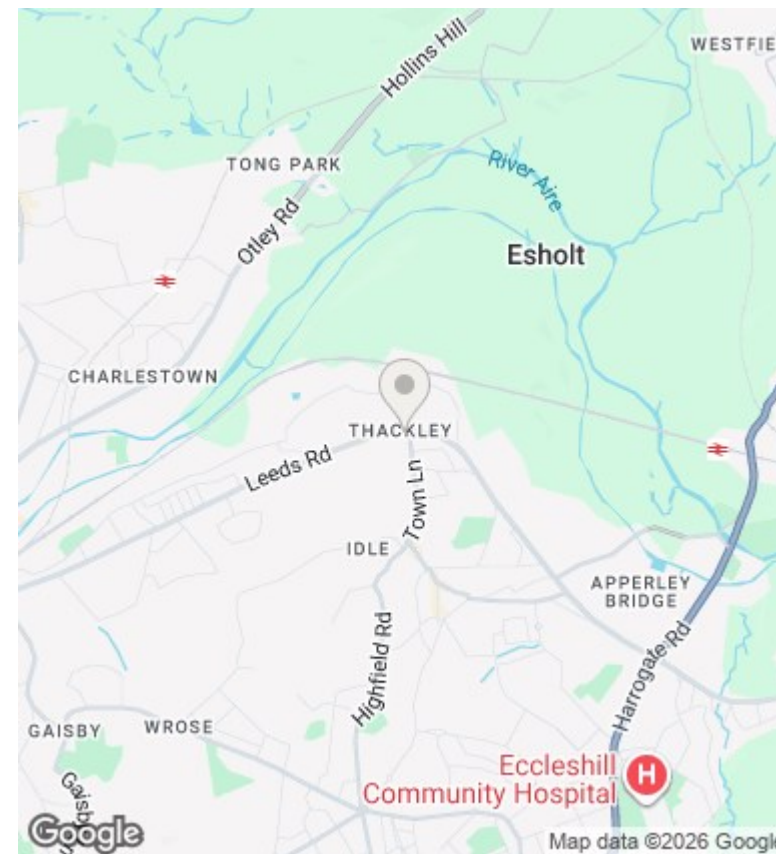 Hollins Hill
WESTFIE
TONG PARK
River Aire
Otley Rd
Esholt
CHARLESTOWN
THACKLEY
Leeds Rd
Town Ln
IDLE
APPERLEY
BRIDGE
Highfield Rd
Harrogate Rd
GAISBY
WROSE
Eccleshill
Community Hospital
H
Google
Map data ©2026 Google